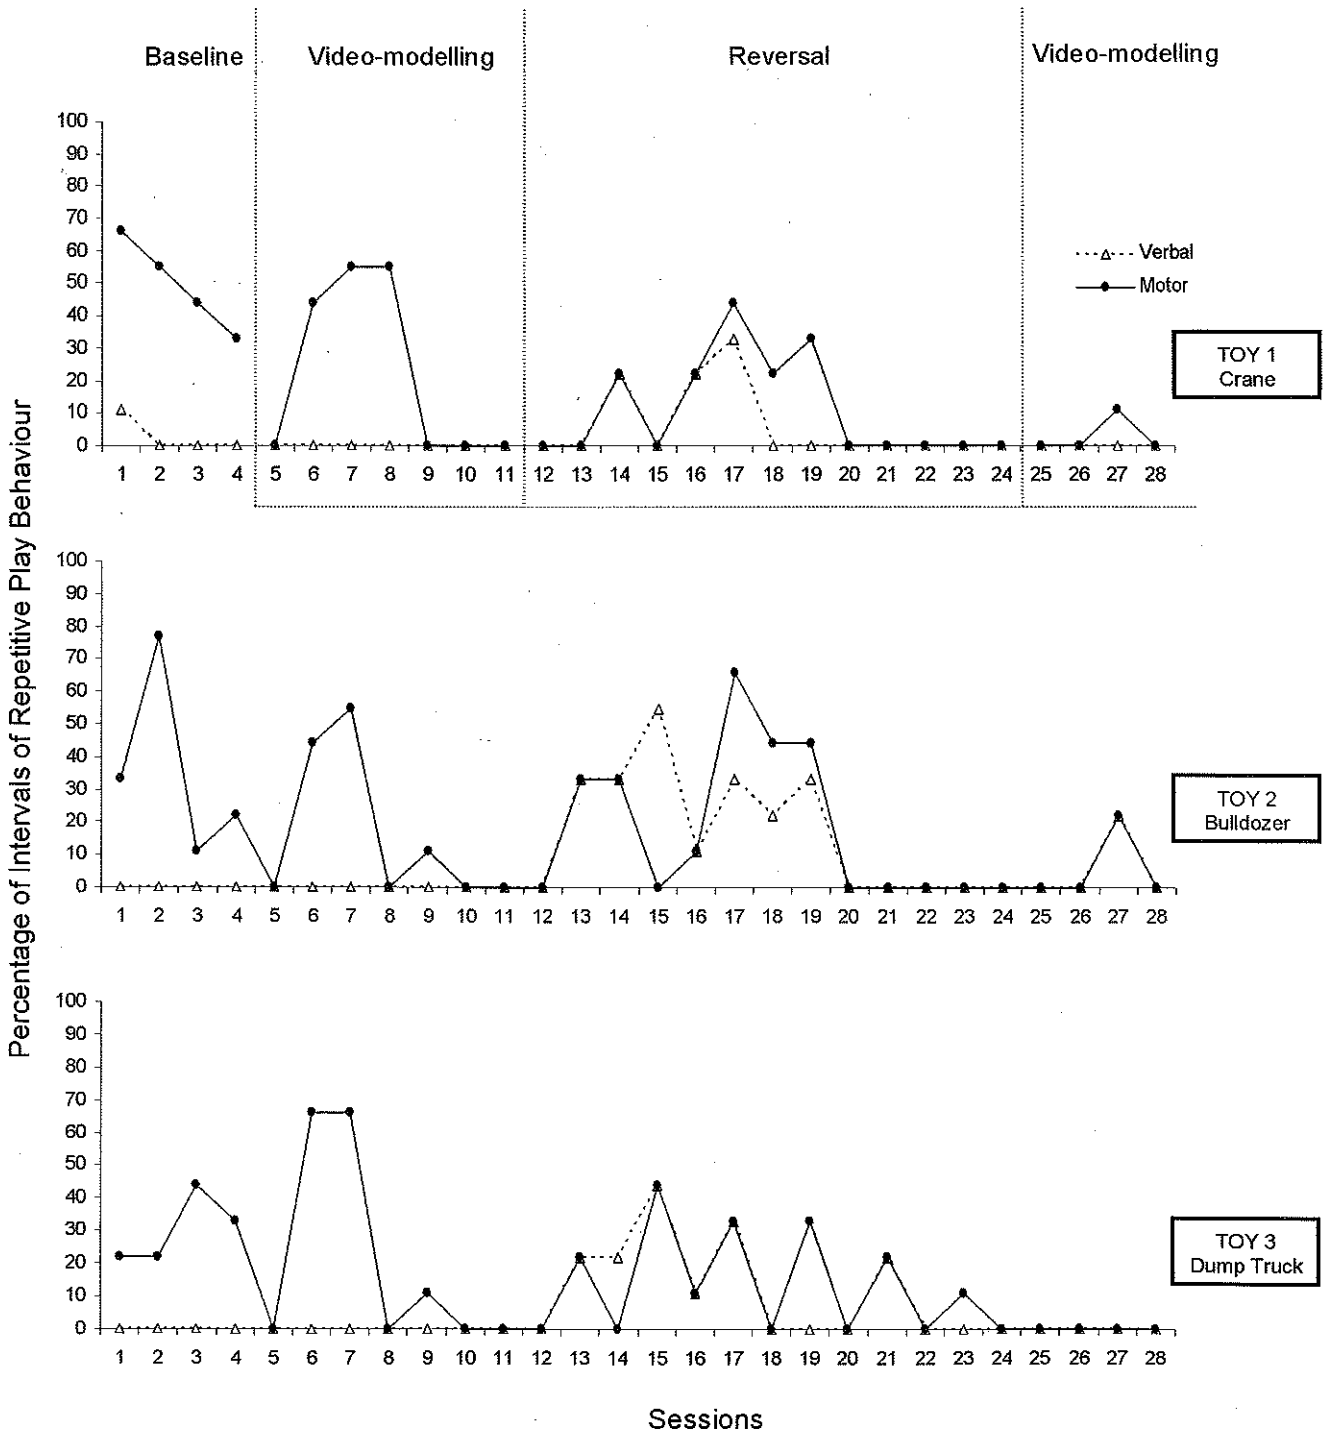 Baseline Video-modelling Reversal Video-modelling
100
90
80
70
60
50
40
30
20
10
0
Verbal
Motor
TOY 1
Crane
1 2 3 4 5 6 7 8 9 10 11 12 13 14 15 16 17 18 19 20 21 22 23 24 25 26 27 28
Percentage of Intervals of Repetitive Play Behaviour
100
90
80
70
60
50
40
30
20
10
0
TOY 2
Bulldozer
1 2 3 4 5 6 7 8 9 10 11 12 13 14 15 16 17 18 19 20 21 22 23 24 25 26 27 28
100
90
80
70
60
50
40
30
20
10
0
TOY 3
Dump Truck
1 2 3 4 5 6 7 8 9 10 11 12 13 14 15 16 17 18 19 20 21 22 23 24 25 26 27 28
Sessions